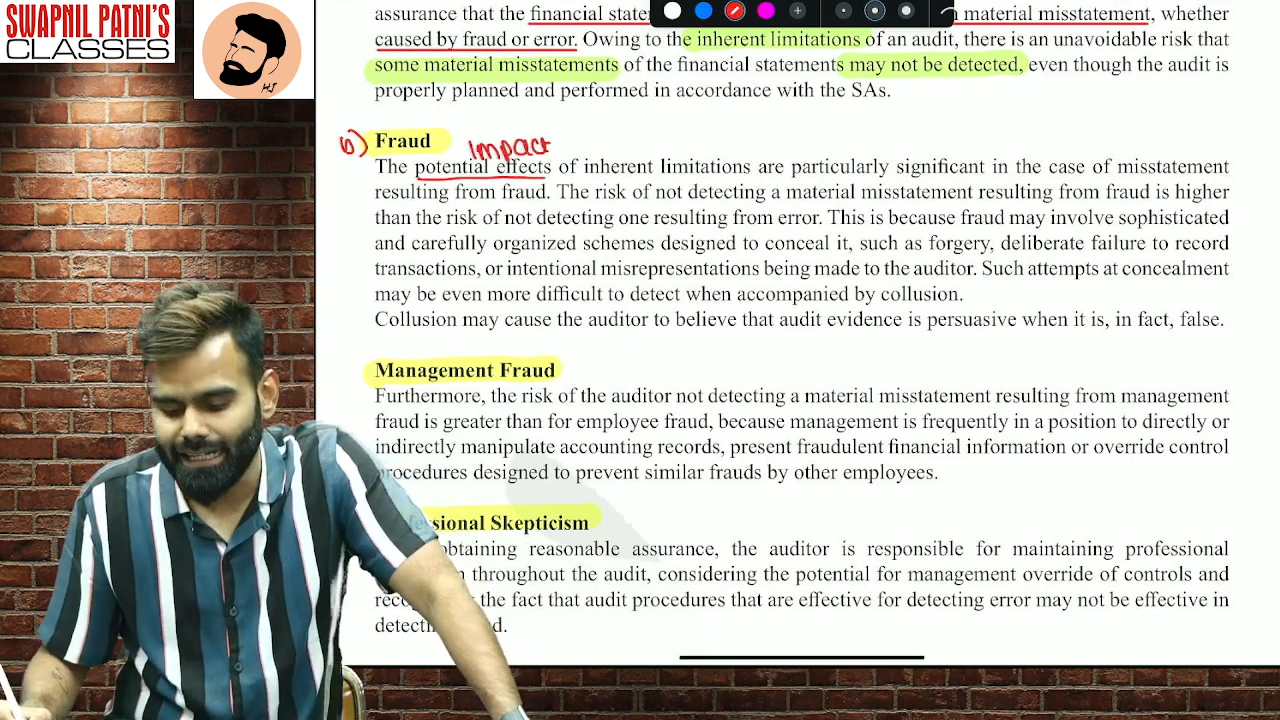 SWAPNIL PATNI'S
CLASSES
HJ
assurance that the financial state material misstatement, whether
caused by fraud or error. Owing to the inherent limitations of an audit, there is an unavoidable risk that
some material misstatements of the financial statements may not be detected, even though the audit is
properly planned and performed in accordance with the SAs.
b) Fraud
Impact
The potential effects of inherent limitations are particularly significant in the case of misstatement
resulting from fraud. The risk of not detecting a material misstatement resulting from fraud is higher
than the risk of not detecting one resulting from error. This is because fraud may involve sophisticated
and carefully organized schemes designed to conceal it, such as forgery, deliberate failure to record
transactions, or intentional misrepresentations being made to the auditor. Such attempts at concealment
may be even more difficult to detect when accompanied by collusion.
Collusion may cause the auditor to believe that audit evidence is persuasive when it is, in fact, false.
Management Fraud
Furthermore, the risk of the auditor not detecting a material misstatement resulting from management
fraud is greater than for employee fraud, because management is frequently in a position to directly or
indirectly manipulate accounting records, present fraudulent financial information or override control
rocedures designed to prevent similar frauds by other employees.
essional Skepticism
obtaining reasonable assurance, the auditor is responsible for maintaining professional
throughout the audit, considering the potential for management override of controls and
the fact that audit procedures that are effective for detecting error may not be effective in